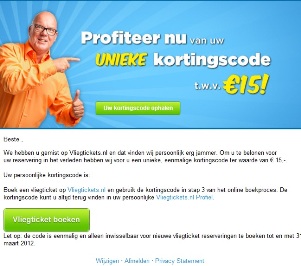 Profiteer nu van uw
UNIEKE kortingscode
t.w.v. €15!
Uw kortingscode ophalen
Beste
We hebben u gemist op Vliegtickets.nl en dat vinden wij persoonlijk erg jammer. Om u te belonen voor
uw reservering in het verleden hebben wij voor u een unieke, eenmalige kortingscode ter waarde van € 15,-
Uw persoonlijke kortingscode is:
Boek een vliegticket op Vliegtickets.nl en gebruik de kortingscode in stap 3 van het online boekproces. De
kortingscode kunt u altijd terug vinden in uw persoonlijke Vliegtickets.nl Profiel.
Vliegticket boeken
Let op: de code is eenmalig en alleen inwisselbaar voor nieuwe vliegticket reserveringen te boeken tot en met 31
maart 2012.
Wijzigen - Afmelden - Privacy Statement